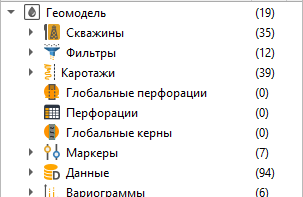 Геомодель (19)
Скважины (35)
Фильтры (12)
Каротажи (39)
Глобальные перфорации (0)
Перфорации (0)
Глобальные керны (0)
Маркеры (7)
Данные (94)
Вариограммы (6)